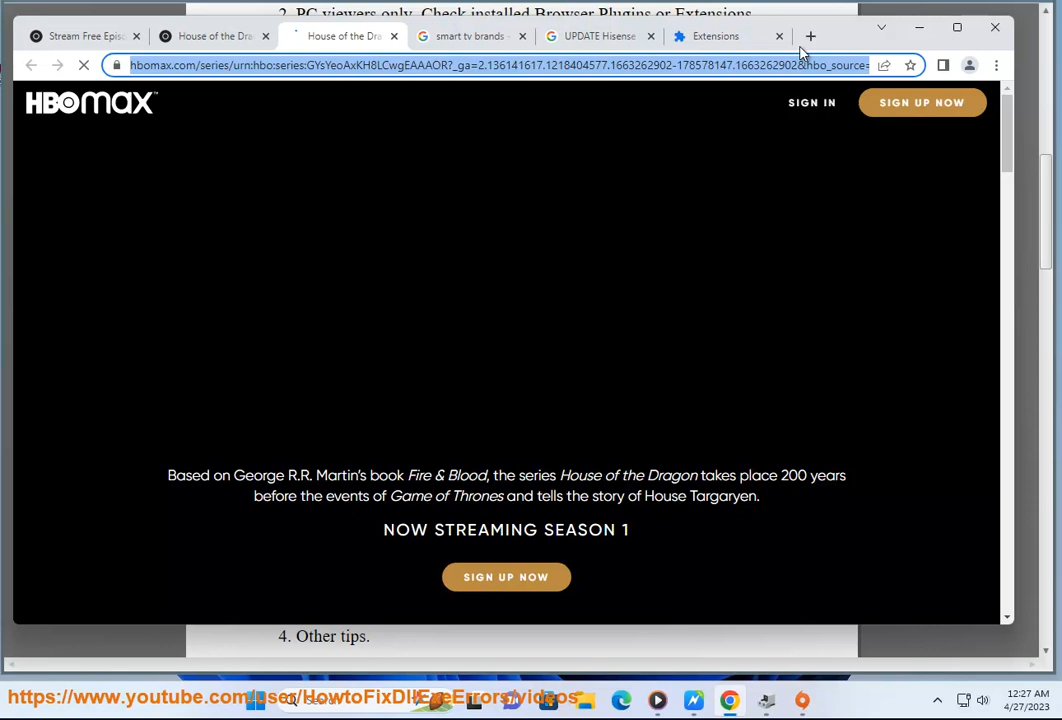 2. PC viewers only. Check installed Browser Plugins or Extensions
Stream Free Epis
House of the Dra
House of the Dra
smart tv brands -
UPDATE Hisense
Extensions
hbomax.com/series/urn:hbo:series:GYsYeoAxKH8LCwgEAAAOR?_ga=2.136141617.1218404577.1663262902-178578147.1663262902&hbo_source=
HBOmax™
SIGN IN
SIGN UP NOW
Based on George R.R. Martin's book Fire & Blood, the series House of the Dragon takes place 200 years
before the events of Game of Thrones and tells the story of House Targaryen.
NOW STREAMING SEASON 1
SIGN UP NOW
4. Other tips.
https://www.youtube.com/user/HowtoFixDllExeErrors/videos
Search
12:27 AM
4/27/2023